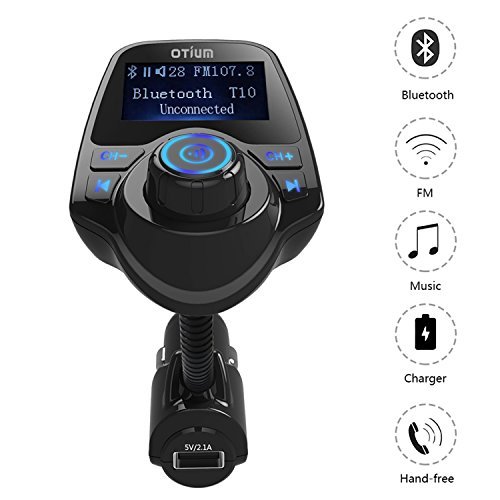 OTIUM
28 FM107.8
Bluetooth T10
Unconnected
CH-
CH+
5V/2.1A
Bluetooth
FM
Music
Charger
Hand-free